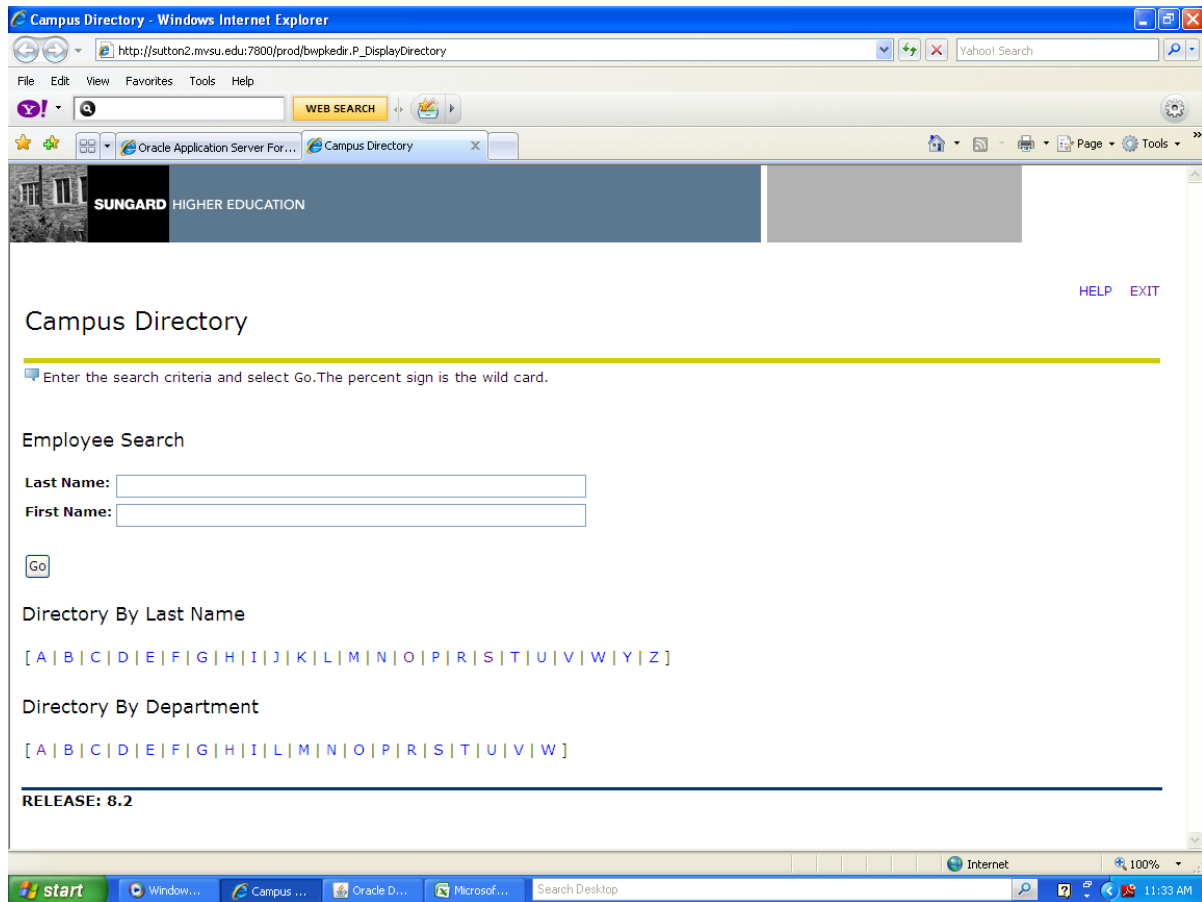 Campus Directory - Windows Internet Explorer
http://sutton2.mvsu.edu:7800/prod/bwpkedir.P_DisplayDirectory Yahoo! Search
File Edit View Favorites Tools Help
Y! WEB SEARCH
Oracle Application Server For... Campus Directory X Page Tools »
SUNGARD HIGHER EDUCATION
HELP EXIT
Campus Directory
Enter the search criteria and select Go.The percent sign is the wild card.
Employee Search
Last Name:
First Name:
Go
Directory By Last Name
[ A | B | C | D | E | F | G | H | I | J | K | L | M | N | O | P | R | S | T | U | V | W | Y | Z ]
Directory By Department
[ A | B | C | D | E | F | G | H | I | L | M | N | O | P | R | S | T | U | V | W ]
RELEASE: 8.2
Internet 100%
start Window... Campus ... Oracle D... Microsof... Search Desktop 11:33 AM